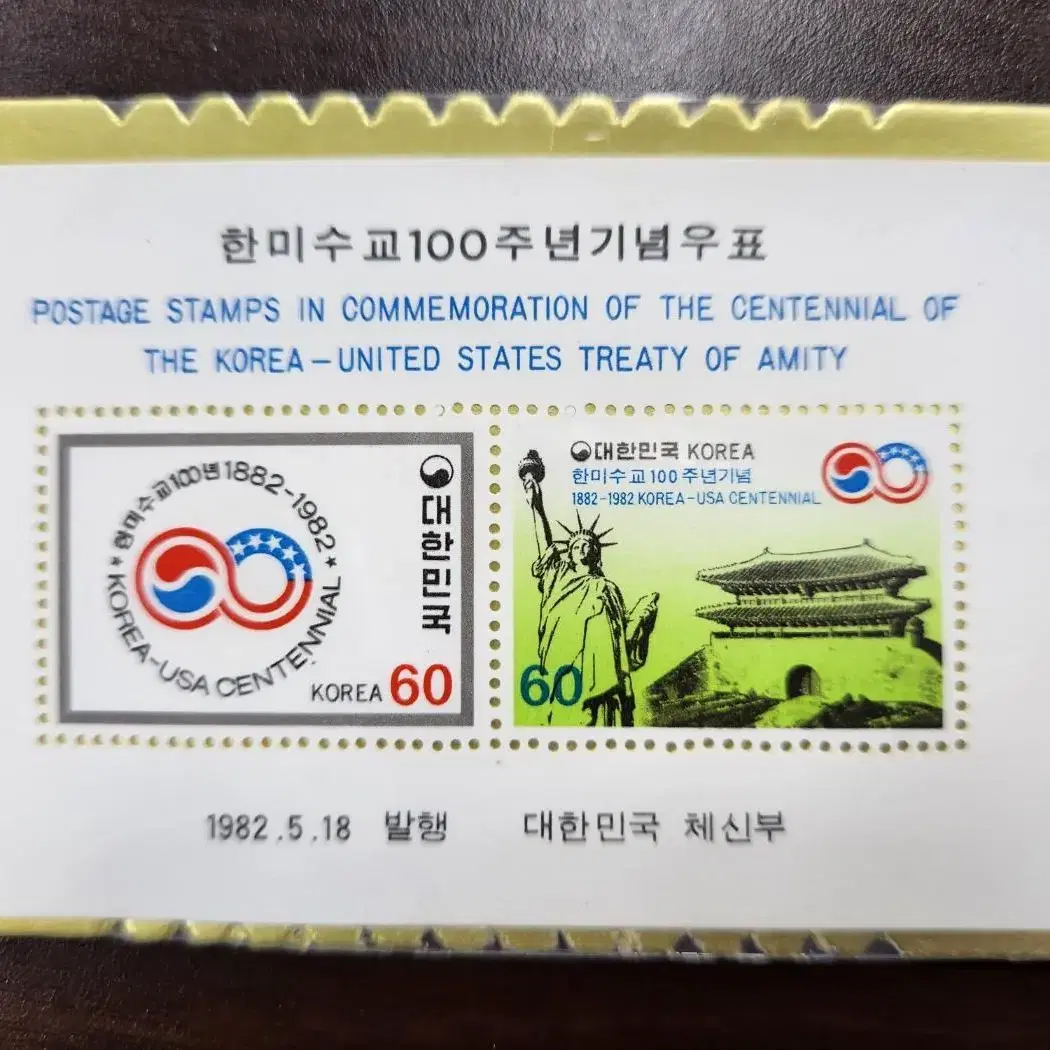 한미수교100주년기념우표
POSTAGE STAMPS IN COMMEMORATION OF THE CENTENNIAL OF
THE KOREA-UNITED STATES TREATY OF AMITY
한미수교100년1882-1982
★KOREA-USA CENTENNIAL★
대한민국
KOREA 60
대한민국 KOREA
한미수교100주년기념
1882-1982 KOREA-USA CENTENNIAL
60
1982.5.18 발행 대한민국 체신부